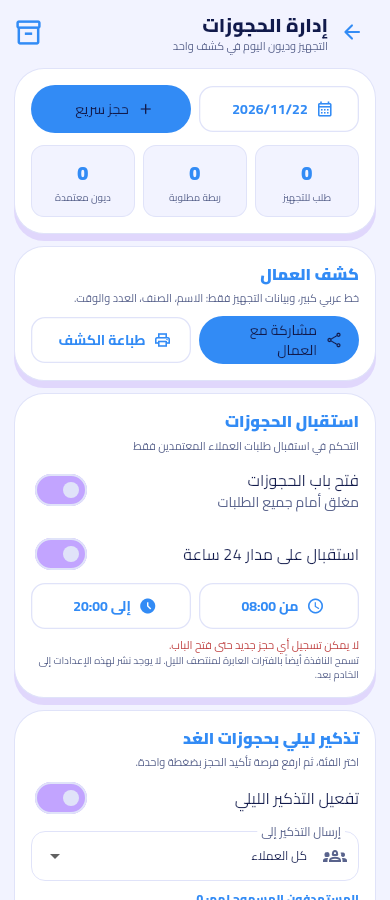 إدارة الحجوزات
التجهيز وديون اليوم في كشف واحد
2026/11/22
حجز سريع
0
طلب للتجهيز
0
ربطة مطلوبة
0
ديون معتمدة
كشف العمال
خط عربي كبير، وبيانات التجهيز فقط: الاسم، الصنف، العدد والوقت.
مشاركة مع
العمال
طباعة الكشف
استقبال الحجوزات
التحكم في استقبال طلبات العملاء المعتمدين فقط
فتح باب الحجوزات
مغلق أمام جميع الطلبات
استقبال على مدار 24 ساعة
من 08:00
إلى 20:00
لا يمكن تسجيل أي حجز جديد حتى فتح الباب.
تسمح النافذة أيضاً بالفترات العابرة لمنتصف الليل. لا يوجد نشر لهذه الإعدادات إلى
الخادم بعد.
تذكير ليلي بحجوزات الغد
اختر الفئة، ثم ارفع فرصة تأكيد الحجز بضغطة واحدة.
تفعيل التذكير الليلي
إرسال التذكير إلى
كل العملاء
المستهدفون المسموح لهم: 0